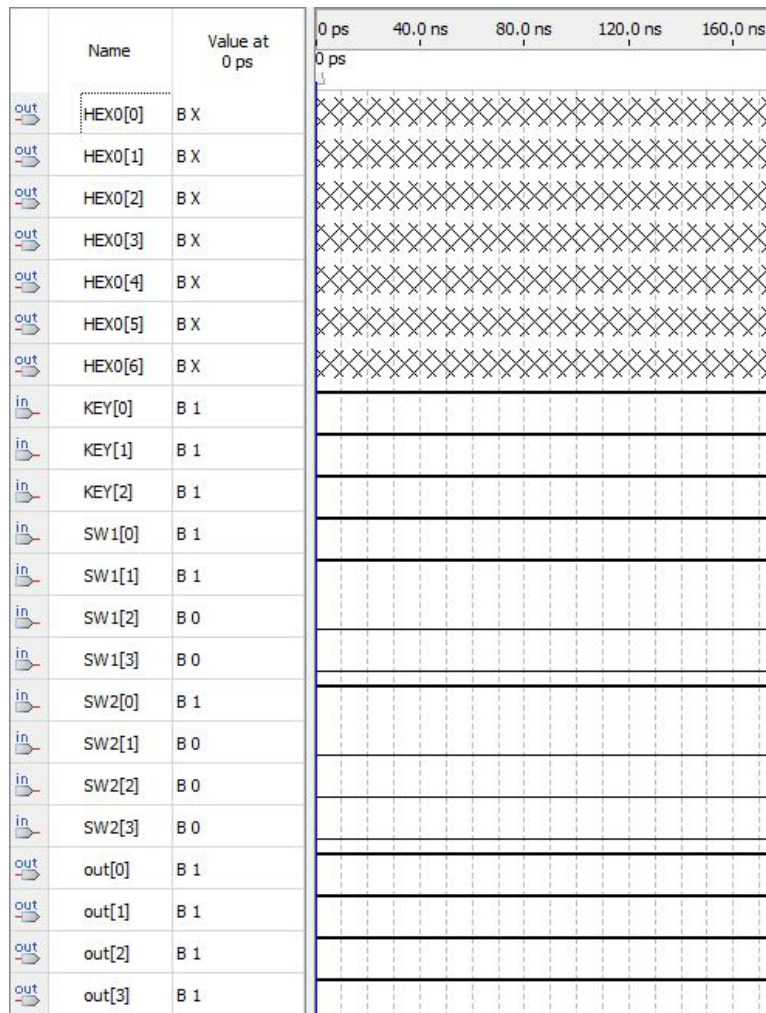 Name Value at 0 ps 0 ps 40.0 ns 80.0 ns 120.0 ns 160.0 ns
0 ps
out HEX0[0] B X
out HEX0[1] B X
out HEX0[2] B X
out HEX0[3] B X
out HEX0[4] B X
out HEX0[5] B X
out HEX0[6] B X
in KEY[0] B 1
in KEY[1] B 1
in KEY[2] B 1
in SW1[0] B 1
in SW1[1] B 1
in SW1[2] B 0
in SW1[3] B 0
in SW2[0] B 1
in SW2[1] B 0
in SW2[2] B 0
in SW2[3] B 0
out out[0] B 1
out out[1] B 1
out out[2] B 1
out out[3] B 1